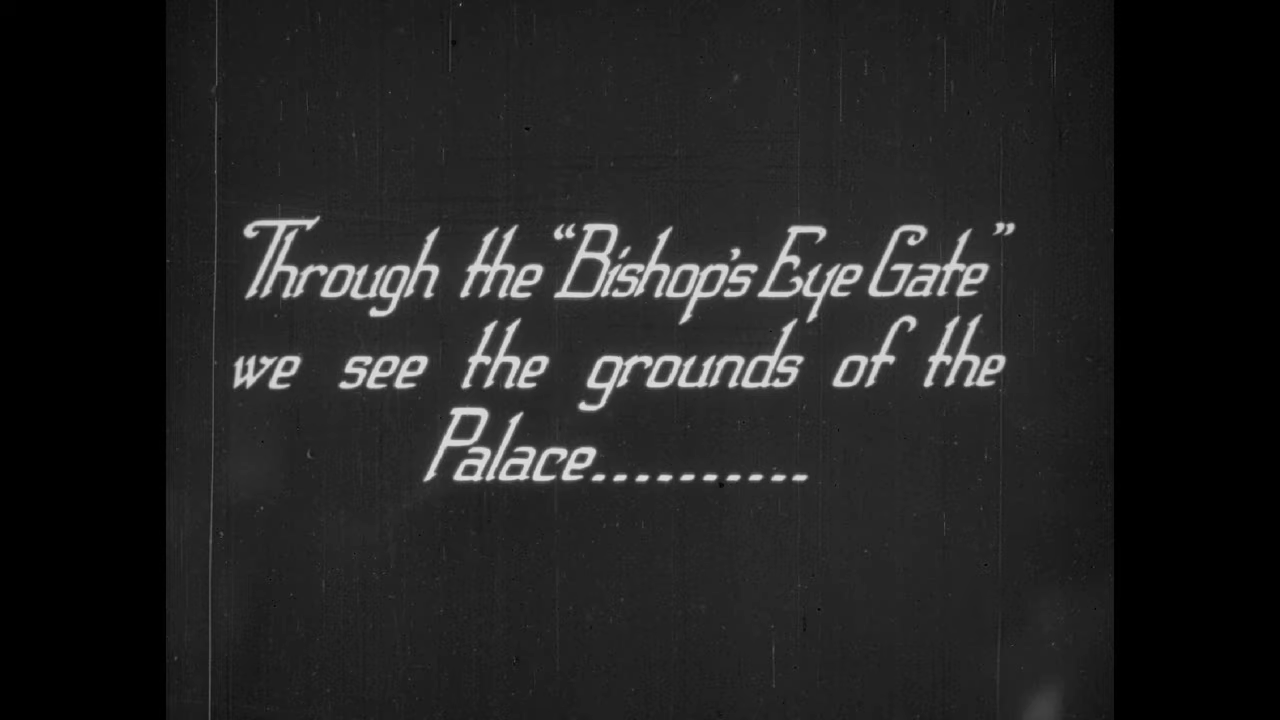 Through the “Bishop's Eye Gate”
we see the grounds of the
Palace..........